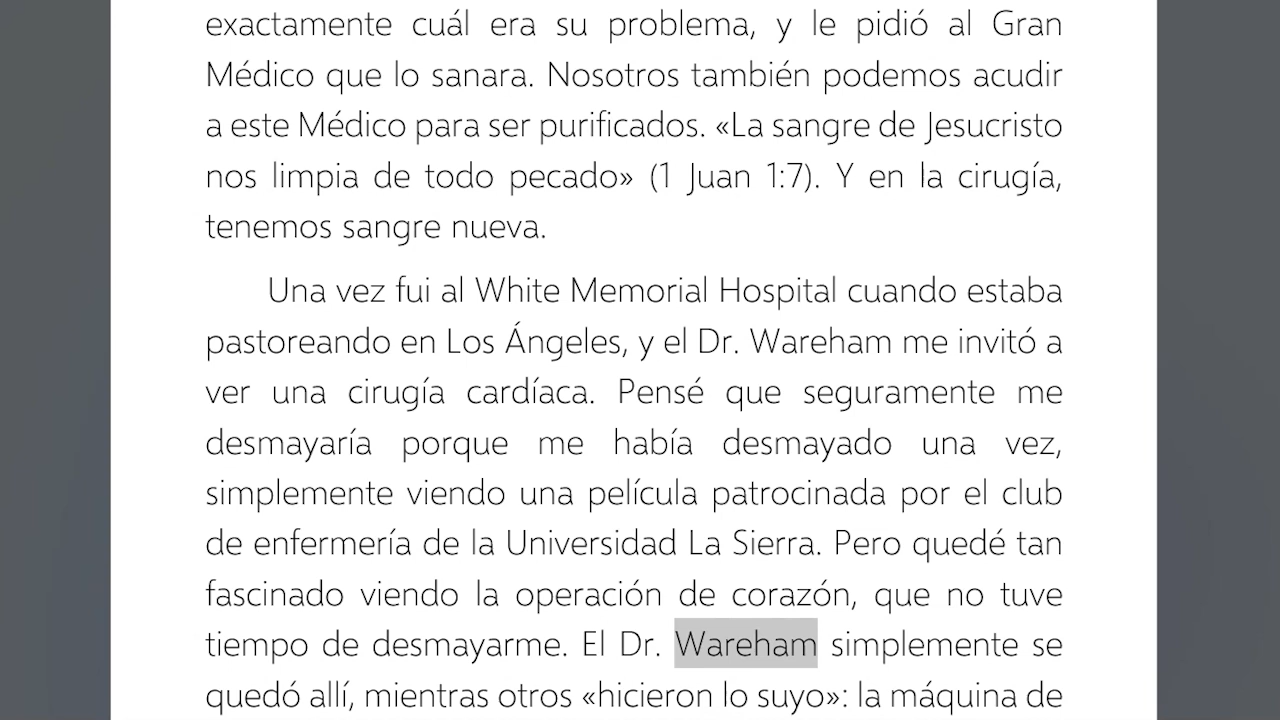 exactamente cuál era su problema, y le pidió al Gran
Médico que lo sanara. Nosotros también podemos acudir
a este Médico para ser purificados. «La sangre de Jesucristo
nos limpia de todo pecado» (1 Juan 1:7). Y en la cirugía,
tenemos sangre nueva.
Una vez fui al White Memorial Hospital cuando estaba
pastoreando en Los Ángeles, y el Dr. Wareham me invitó a
ver una cirugía cardíaca. Pensé que seguramente me
desmayaría porque me había desmayado una vez,
simplemente viendo una película patrocinada por el club
de enfermería de la Universidad La Sierra. Pero quedé tan
fascinado viendo la operación de corazón, que no tuve
tiempo de desmayarme. El Dr. Wareham simplemente se
quedó allí, mientras otros «hicieron lo suyo»: la máquina de